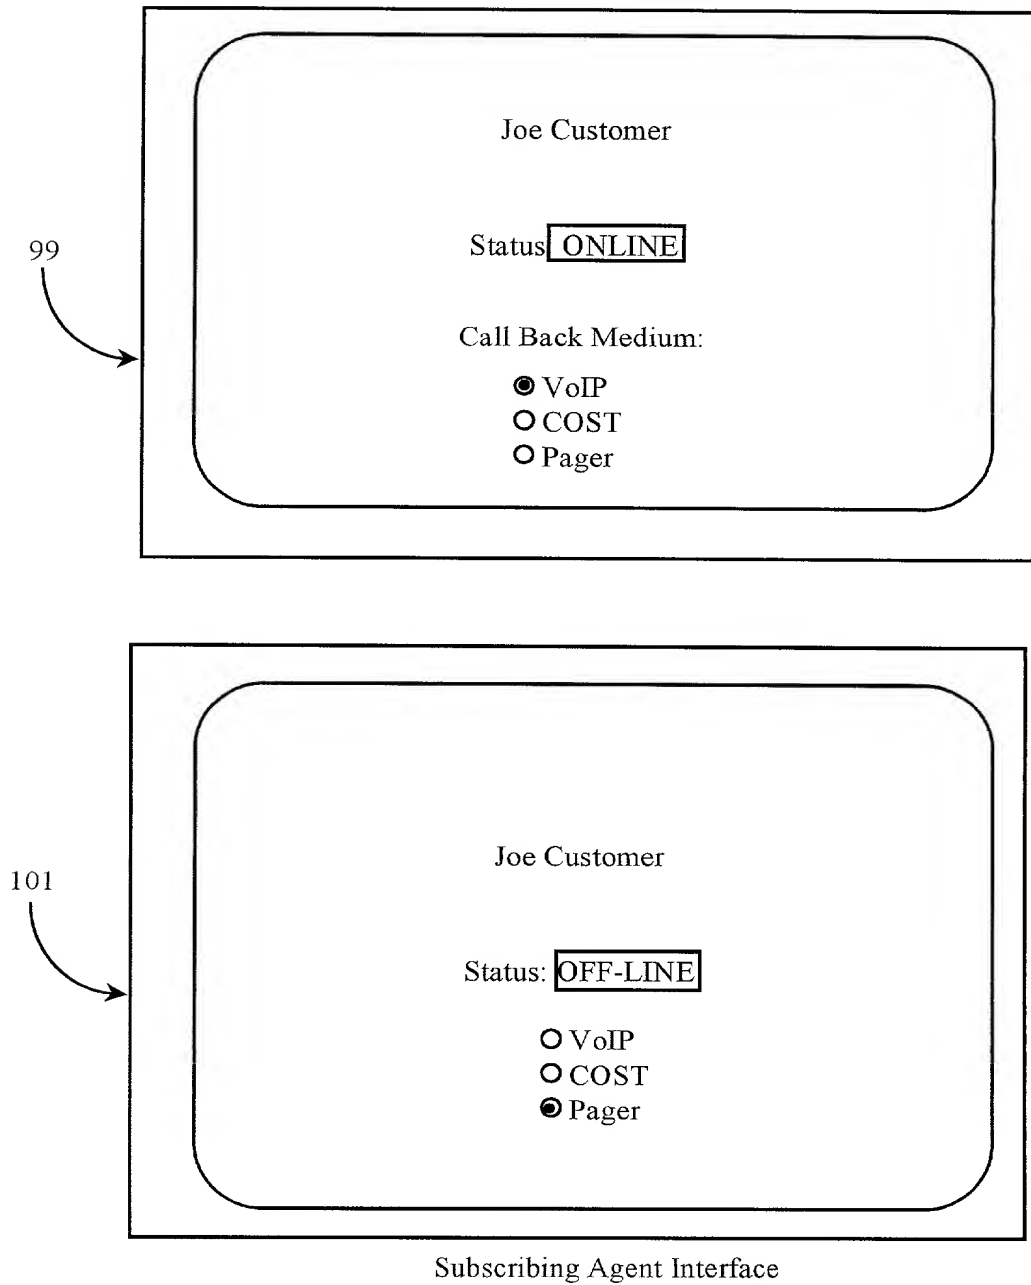 Joe Customer
99
Status ONLINE
Call Back Medium:
VoIP
COST
Pager
Joe Customer
101
Status: OFF-LINE
VoIP
COST
Pager
Subscribing Agent Interface